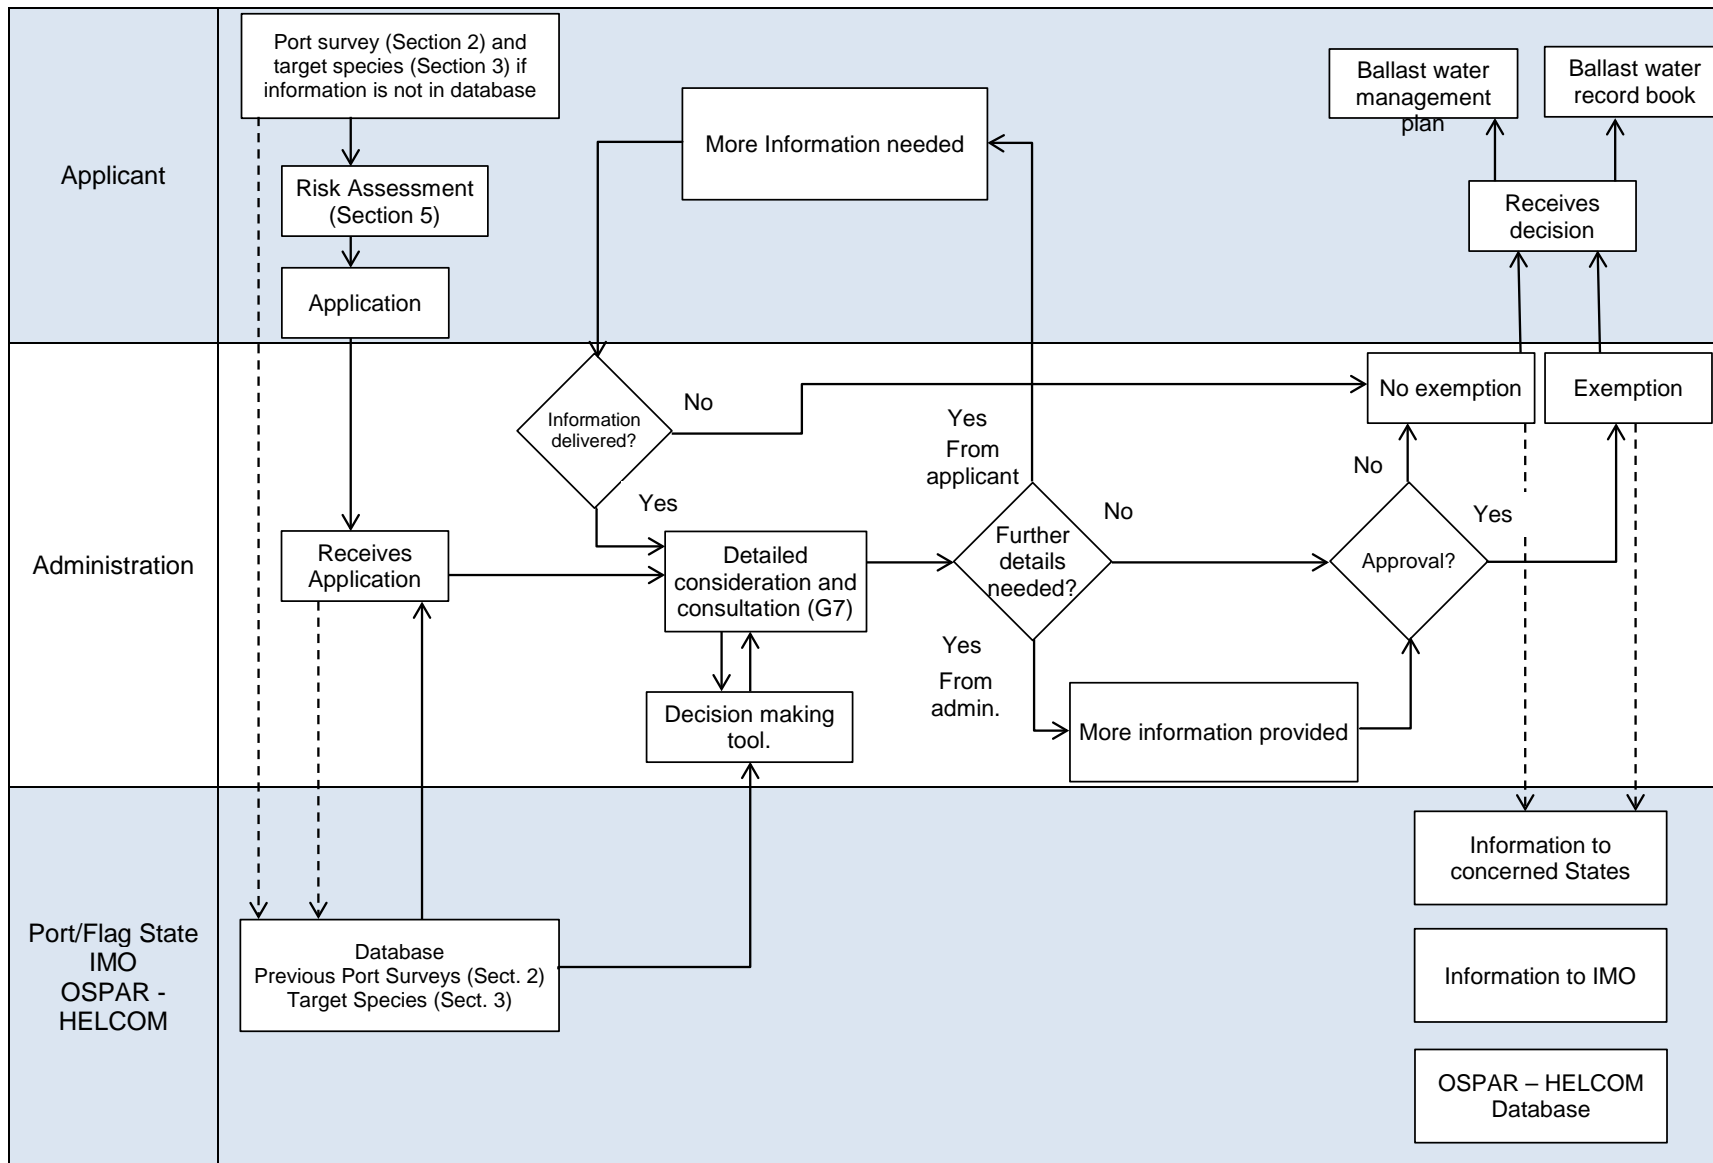 Applicant
Port survey (Section 2) and
target species (Section 3) if
information is not in database
Risk Assessment
(Section 5)
Application
More Information needed
Ballast water
management
plan
Ballast water
record book
Receives
decision
Administration
Information
delivered?
No
Yes
Receives
Application
Detailed
consideration and
consultation (G7)
Decision making
tool.
Yes
From
applicant
Further
details
needed?
No
Yes
From
admin.
More information provided
No exemption
Exemption
No
Approval?
Yes
Port/Flag State
IMO
OSPAR -
HELCOM
Database
Previous Port Surveys (Sect. 2)
Target Species (Sect. 3)
Information to
concerned States
Information to IMO
OSPAR – HELCOM
Database